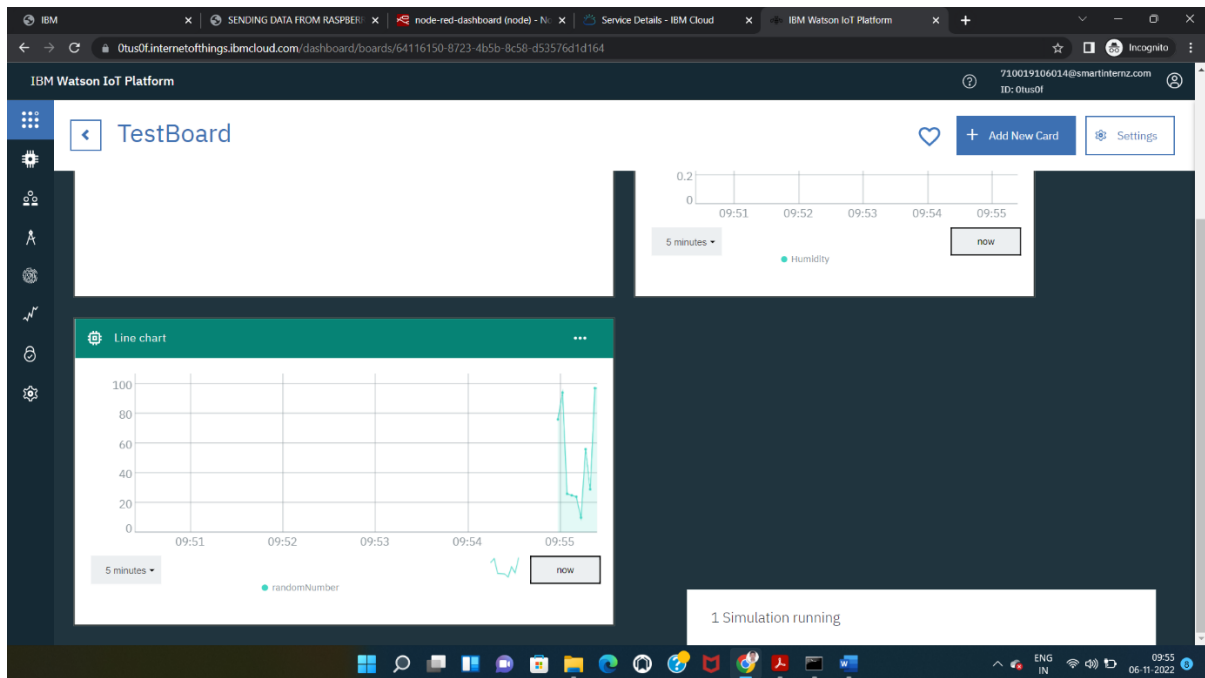 IBM
SENDING DATA FROM RASPBERR
node-red-dashboard (node) - No
Service Details - IBM Cloud
IBM Watson IoT Platform
0tus0f.internetofthings.ibmcloud.com/dashboard/boards/64116150-8723-4b5b-8c58-d53576d1d164
Incognito
IBM Watson IoT Platform
710019106014@smartinternz.com
ID: 0tus0f
TestBoard
Add New Card
Settings
0.2
0
09:51 09:52 09:53 09:54 09:55
5 minutes
now
Humidity
Line chart
100
80
60
40
20
0
09:51 09:52 09:53 09:54 09:55
5 minutes
now
randomNumber
1 Simulation running
ENG
IN
09:55
06-11-2022
8